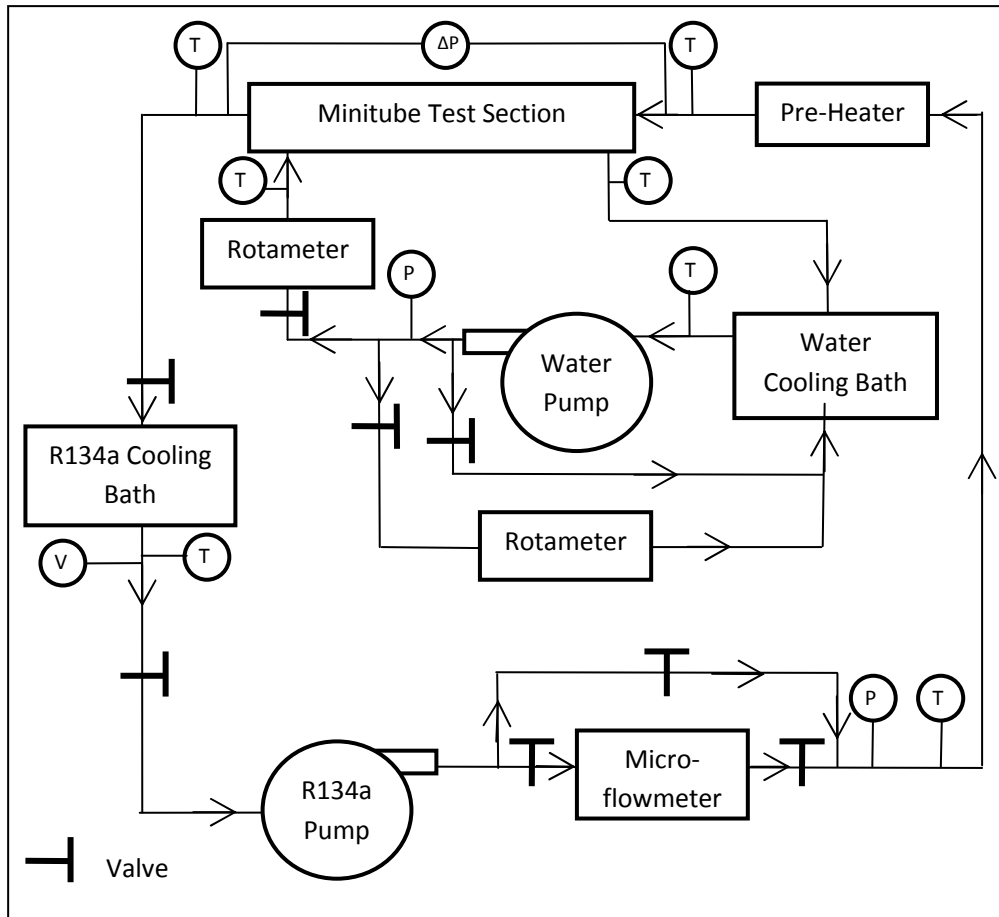 T
ΔP
T
Minitube Test Section
Pre-Heater
T
T
Rotameter
P
T
Water
Cooling Bath
Water
Pump
R134a Cooling
Bath
V
T
Rotameter
P
T
Micro-
flowmeter
R134a
Pump
Valve